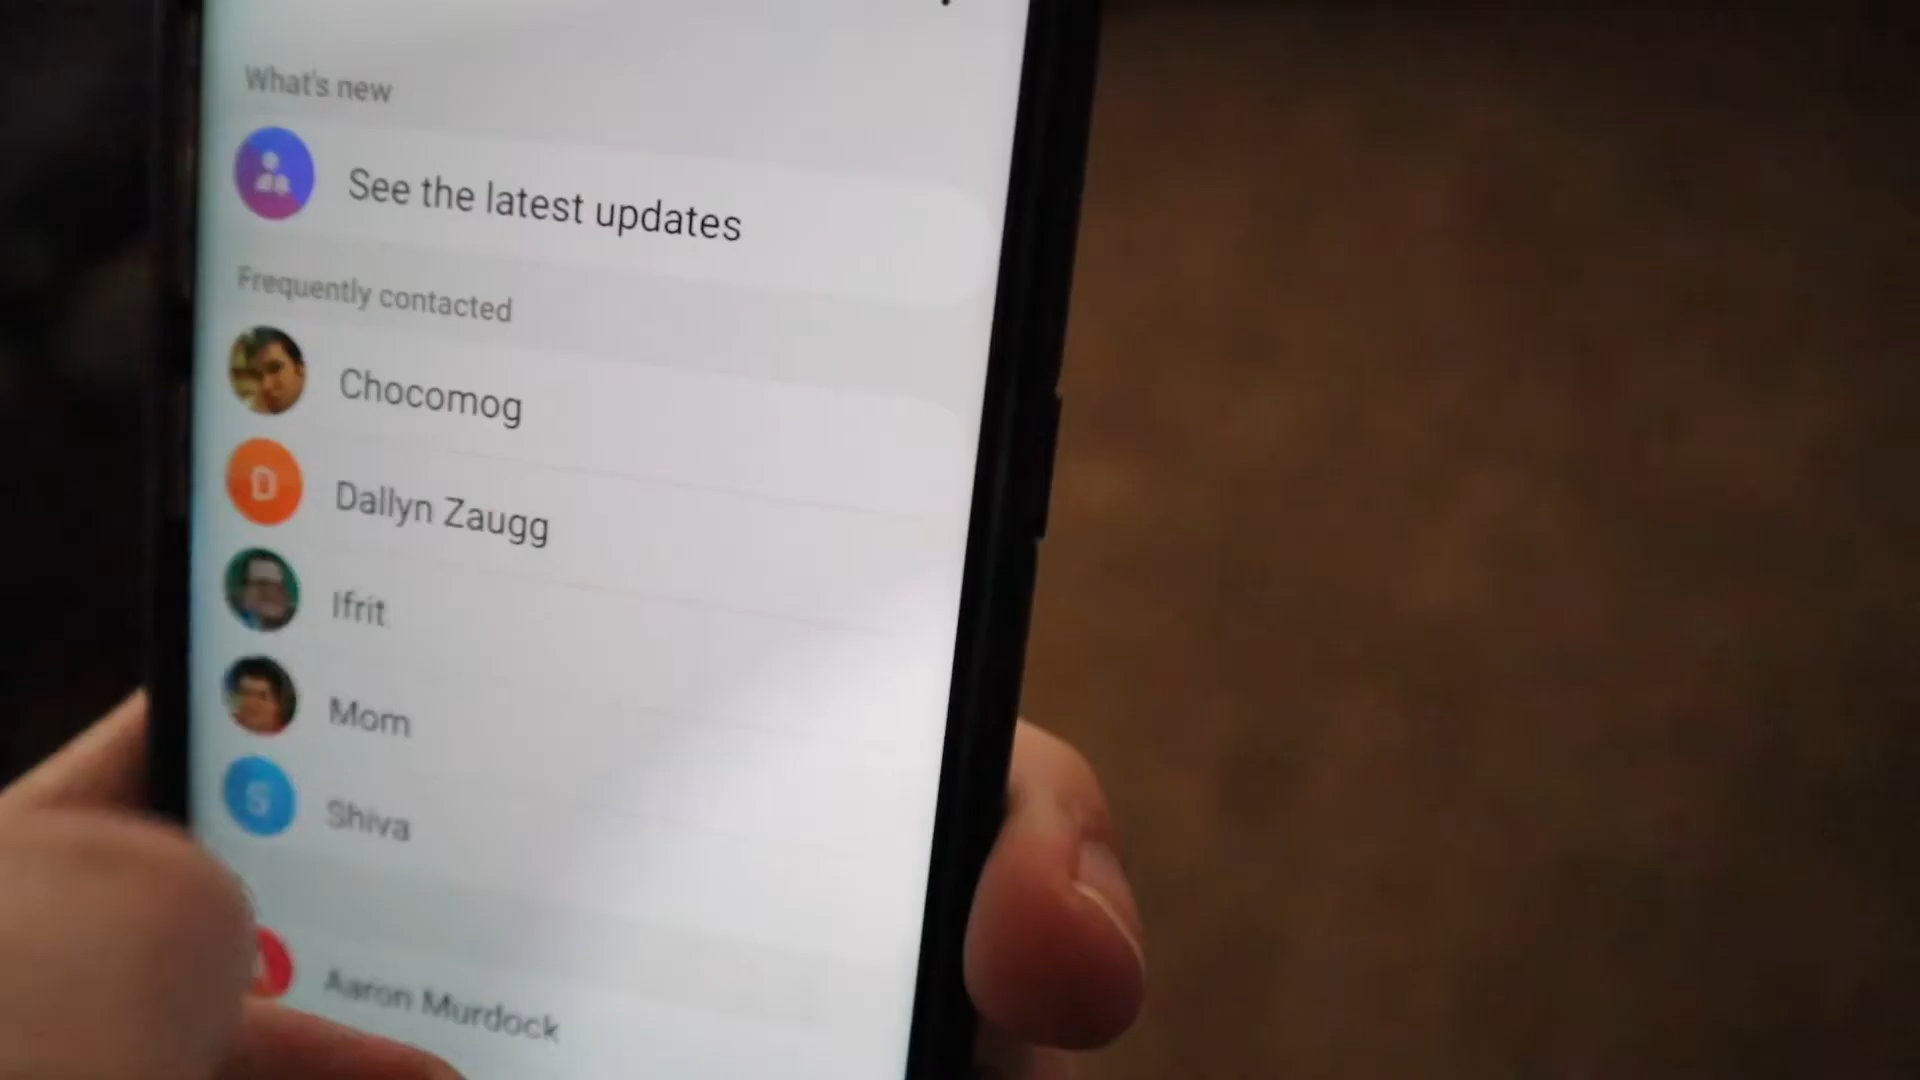 What's new
See the latest updates
Frequently contacted
Chocomog
D
Dallyn Zaugg
Ifrit
Mom
S
Shiva
Aaron Murdock